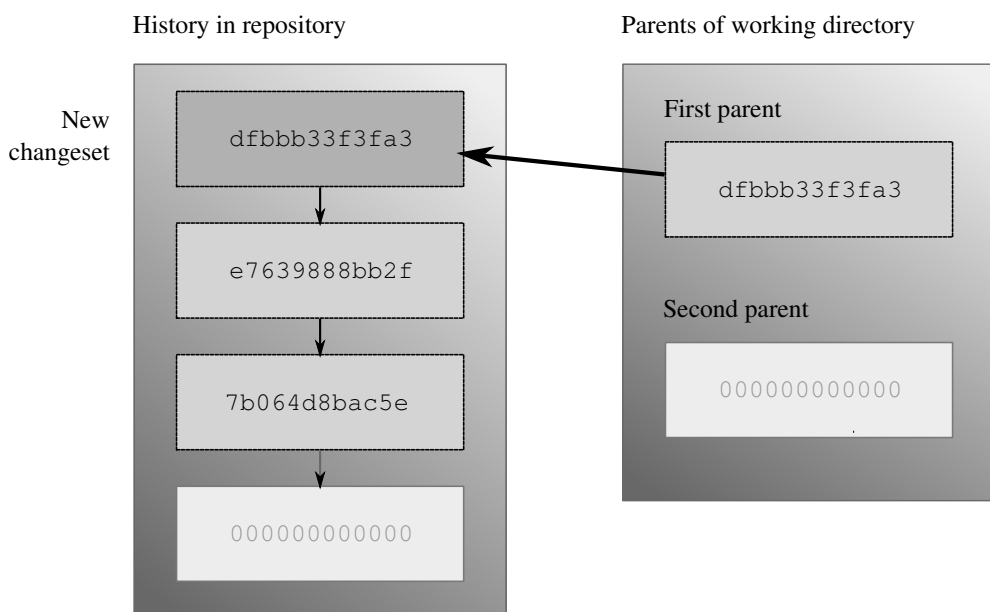 History in repository
New
changeset
dfbbb33f3fa3
e7639888bb2f
7b064d8bac5e
000000000000
Parents of working directory
First parent
dfbbb33f3fa3
Second parent
000000000000